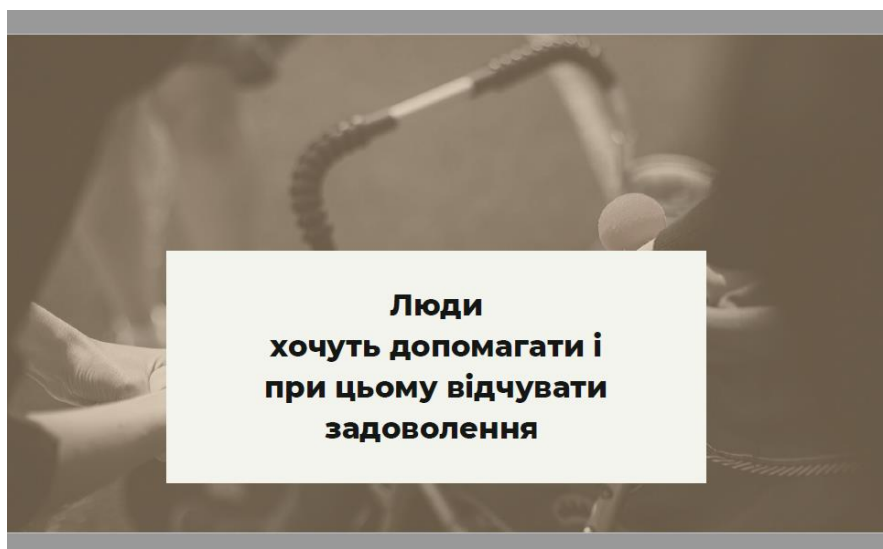 Люди
хочуть допомагати і
при цьому відчувати
задоволення